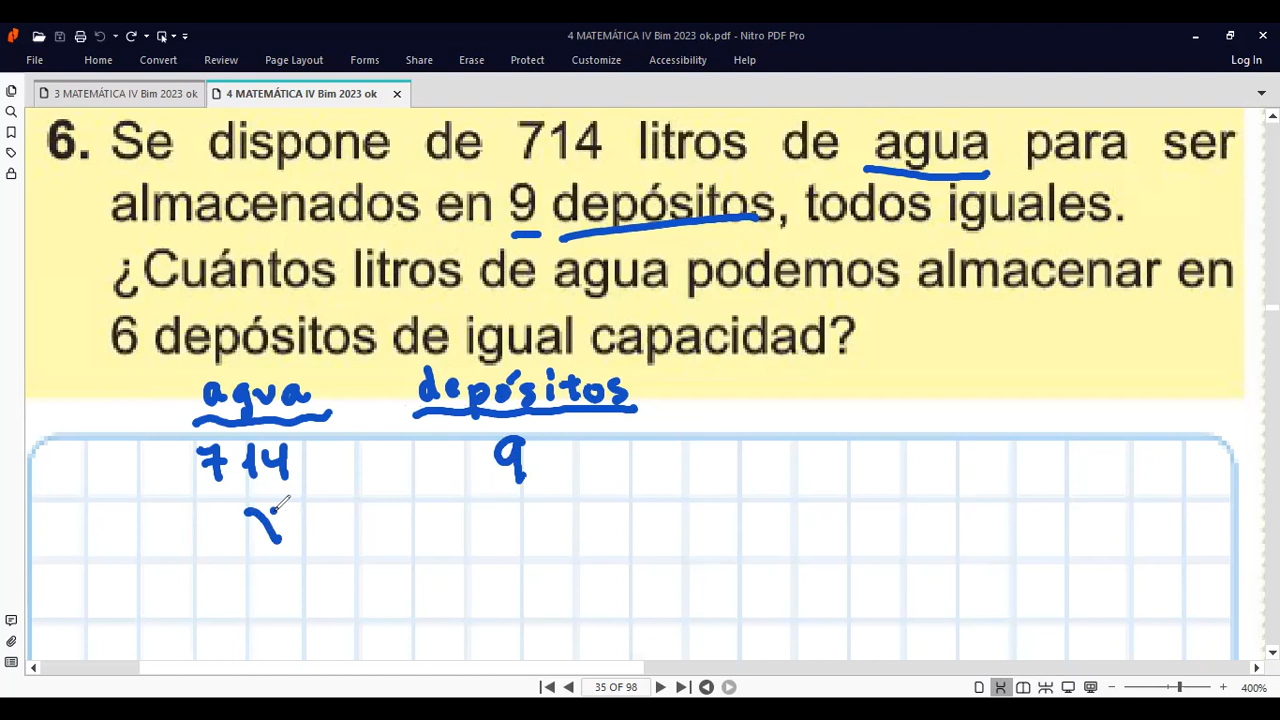 4 MATEMÁTICA IV Bim 2023 ok.pdf - Nitro PDF Pro
File Home Convert Review Page Layout Forms Share Erase Protect Customize Accessibility Help Log In
3 MATEMÁTICA IV Bim 2023 ok 4 MATEMÁTICA IV Bim 2023 ok
6. Se dispone de 714 litros de agua para ser
almacenados en 9 depósitos, todos iguales.
¿Cuántos litros de agua podemos almacenar en
6 depósitos de igual capacidad?
agua depósitos
714 9
35 OF 98 400%